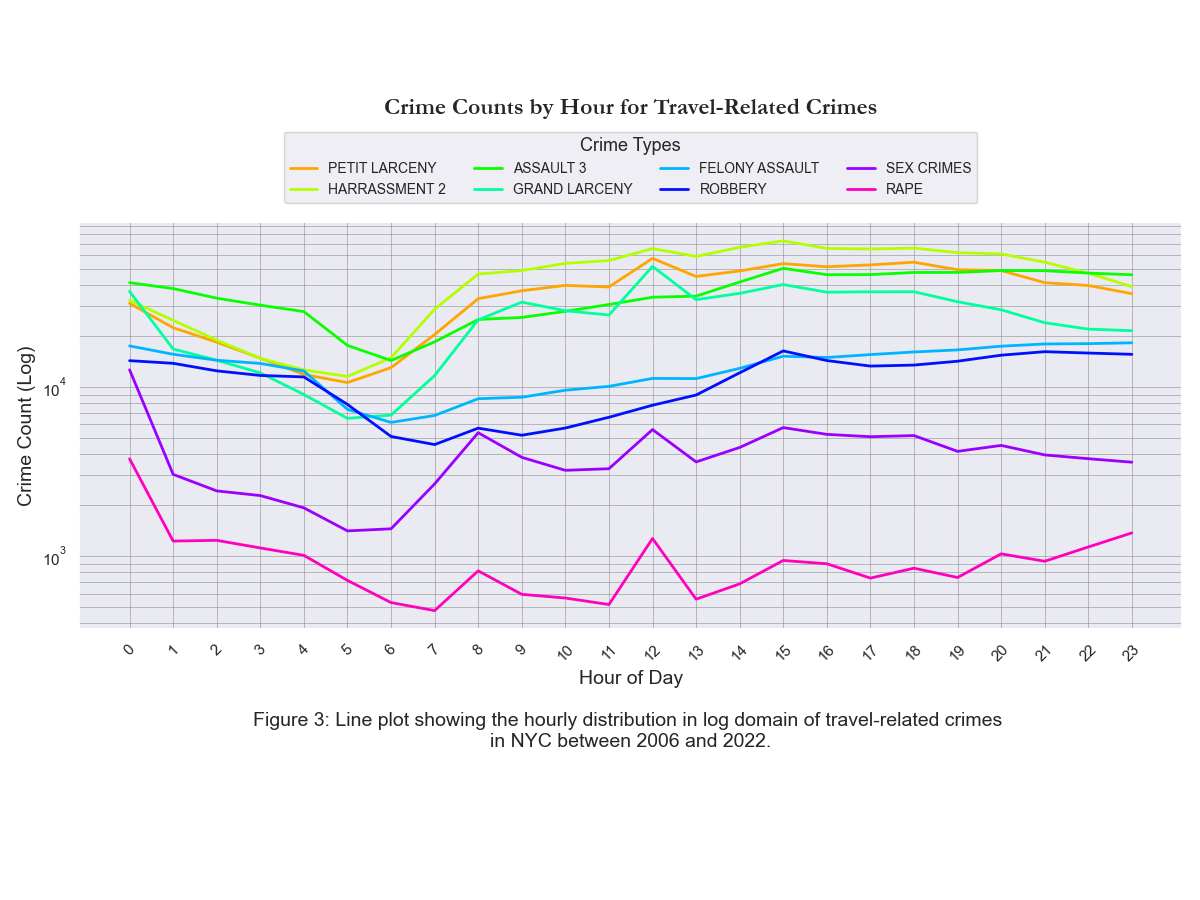 Crime Counts by Hour for Travel-Related Crimes
Crime Types
PETIT LARCENY ASSAULT 3 FELONY ASSAULT SEX CRIMES
HARRASSMENT 2 GRAND LARCENY ROBBERY RAPE
Crime Count (Log)
10^4
10^3
0 1 2 3 4 5 6 7 8 9 10 11 12 13 14 15 16 17 18 19 20 21 22 23
Hour of Day
Figure 3: Line plot showing the hourly distribution in log domain of travel-related crimes
in NYC between 2006 and 2022.